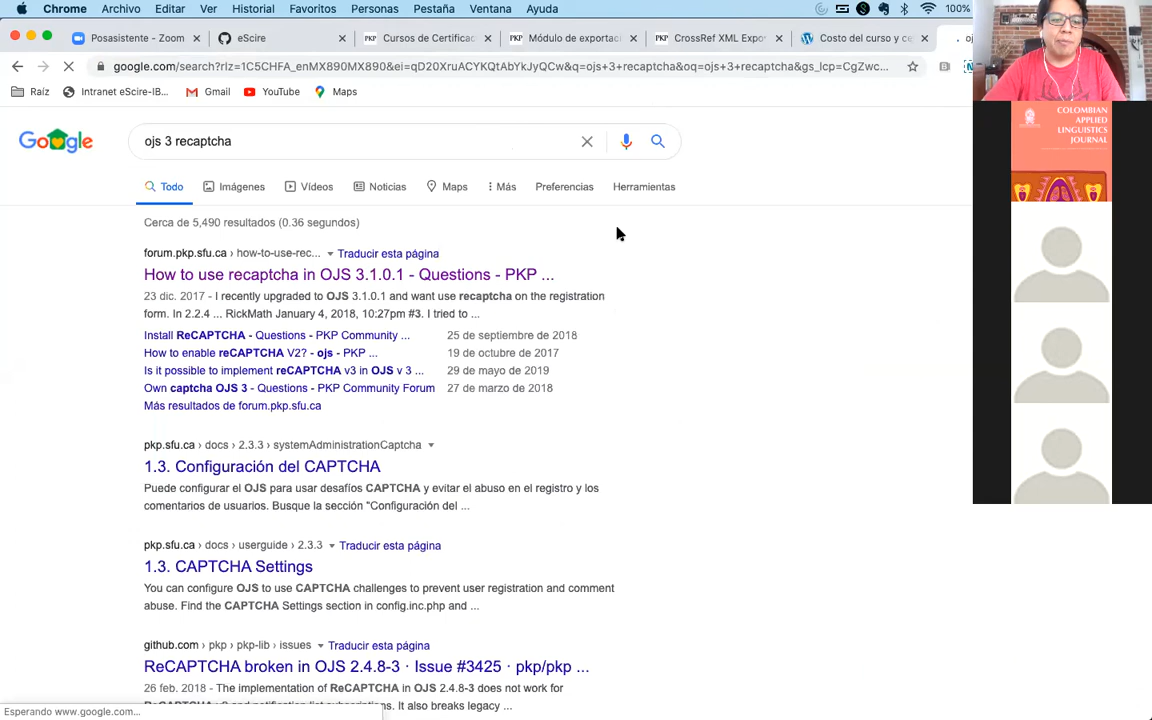 Chrome Archivo Editar Ver Historial Favoritos Personas Pestaña Ventana Ayuda 100%
Posasistente - Zoom eScire Cursos de Certificac Módulo de exportaci CrossRef XML Expo Costo del curso y ce
google.com/search?rlz=1C5CHFA_enMX898MX890&ei=qD20XruACYKQtAbYkJyQCw&q=ojs+3+recaptcha&oq=ojs+3+recaptcha&gs_lcp=CgZwc...
Raíz Intranet eScire-IB... Gmail YouTube Maps
Google ojs 3 recaptcha
Todo Imágenes Vídeos Noticias Maps Más Preferencias Herramientas
Cerca de 5,490 resultados (0.36 segundos)
forum.pkp.sfu.ca › how-to-use-rec... Traducir esta página
How to use recaptcha in OJS 3.1.0.1 - Questions - PKP ...
23 dic. 2017 - I recently upgraded to OJS 3.1.0.1 and want use recaptcha on the registration
form. In 2.2.4 ... RickMath January 4, 2018, 10:27pm #3. I tried to ...
Install ReCAPTCHA - Questions - PKP Community ... 25 de septiembre de 2018
How to enable reCAPTCHA V2? - ojs - PKP ... 19 de octubre de 2017
Is it possible to implement reCAPTCHA v3 in OJS v 3 ... 29 de mayo de 2019
Own captcha OJS 3 - Questions - PKP Community Forum 27 de marzo de 2018
Más resultados de forum.pkp.sfu.ca
pkp.sfu.ca › docs › 2.3.3 › systemAdministrationCaptcha
1.3. Configuración del CAPTCHA
Puede configurar el OJS para usar desafíos CAPTCHA y evitar el abuso en el registro y los
comentarios de usuarios. Busque la sección "Configuración del ...
pkp.sfu.ca › docs › userguide › 2.3.3 Traducir esta página
1.3. CAPTCHA Settings
You can configure OJS to use CAPTCHA challenges to prevent user registration and comment
abuse. Find the CAPTCHA Settings section in config.inc.php and ...
github.com › pkp › pkp-lib › issues Traducir esta página
ReCAPTCHA broken in OJS 2.4.8-3 · Issue #3425 · pkp/pkp ...
26 feb. 2018 - The implementation of ReCAPTCHA in OJS 2.4.8-3 does not work for
It also breaks legacy ...
Esperando www.google.com...
COLOMBIAN
APPLIED
LINGUISTICS
JOURNAL